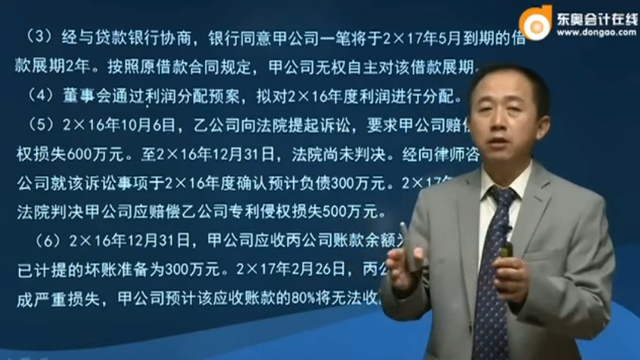 东奥会计在线
www.dongao.com
（3）经与贷款银行协商，银行同意甲公司一笔将于2×17年5月到期的借
款展期2年。按照原借款合同规定，甲公司无权自主对该借款展期。
（4）董事会通过利润分配预案，拟对2×16年度利润进行分配。
（5）2×16年10月6日，乙公司向法院提起诉讼，要求甲公司赔偿
权损失600万元。至2×16年12月31日，法院尚未判决。经向律师咨
公司就该诉讼事项于2×16年度确认预计负债300万元。2×17年
法院判决甲公司应赔偿乙公司专利侵权损失500万元。
（6）2×16年12月31日，甲公司应收丙公司账款余额为
已计提的坏账准备为300万元。2×17年2月26日，丙公
成严重损失，甲公司预计该应收账款的80%将无法收